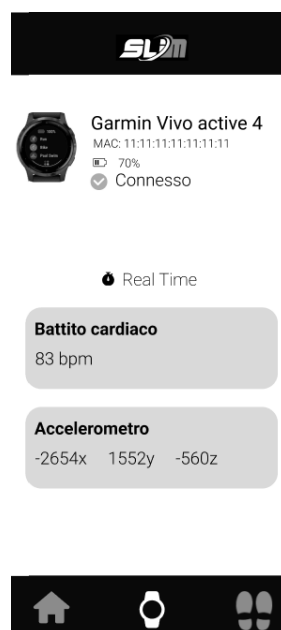 SLIM
Garmin Vivo active 4
MAC: 11:11:11:11:11:11:11
70%
Connesso
Real Time
Battito cardiaco
83 bpm
Accelerometro
-2654x 1552y -560z